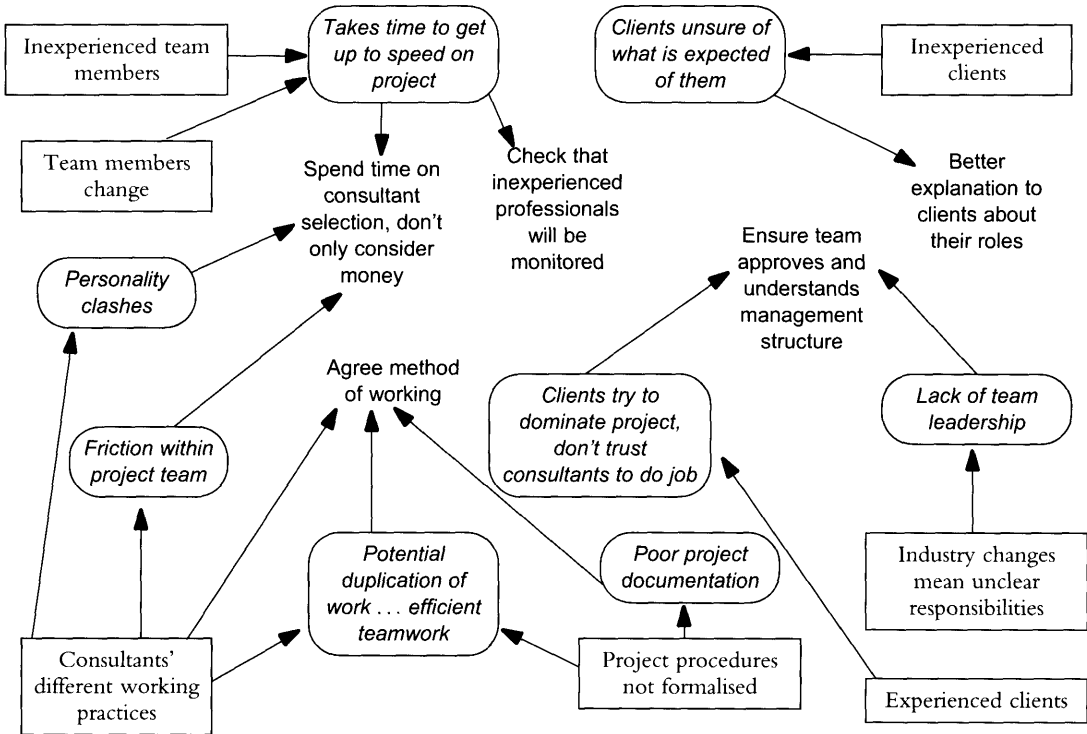 Inexperienced team
members
Takes time to get
up to speed on
project
Clients unsure of
what is expected
of them
Inexperienced
clients
Team members
change
Spend time on
consultant
selection, don't
only consider
money
Check that
inexperienced
professionals
will be
monitored
Better
explanation to
clients about
their roles
Personality
clashes
Ensure team
approves and
understands
management
structure
Agree method
of working
Clients try to
dominate project,
don't trust
consultants to do job
Lack of team
leadership
Friction within
project team
Potential
duplication of
work ... efficient
teamwork
Poor project
documentation
Industry changes
mean unclear
responsibilities
Consultants'
different working
practices
Project procedures
not formalised
Experienced clients